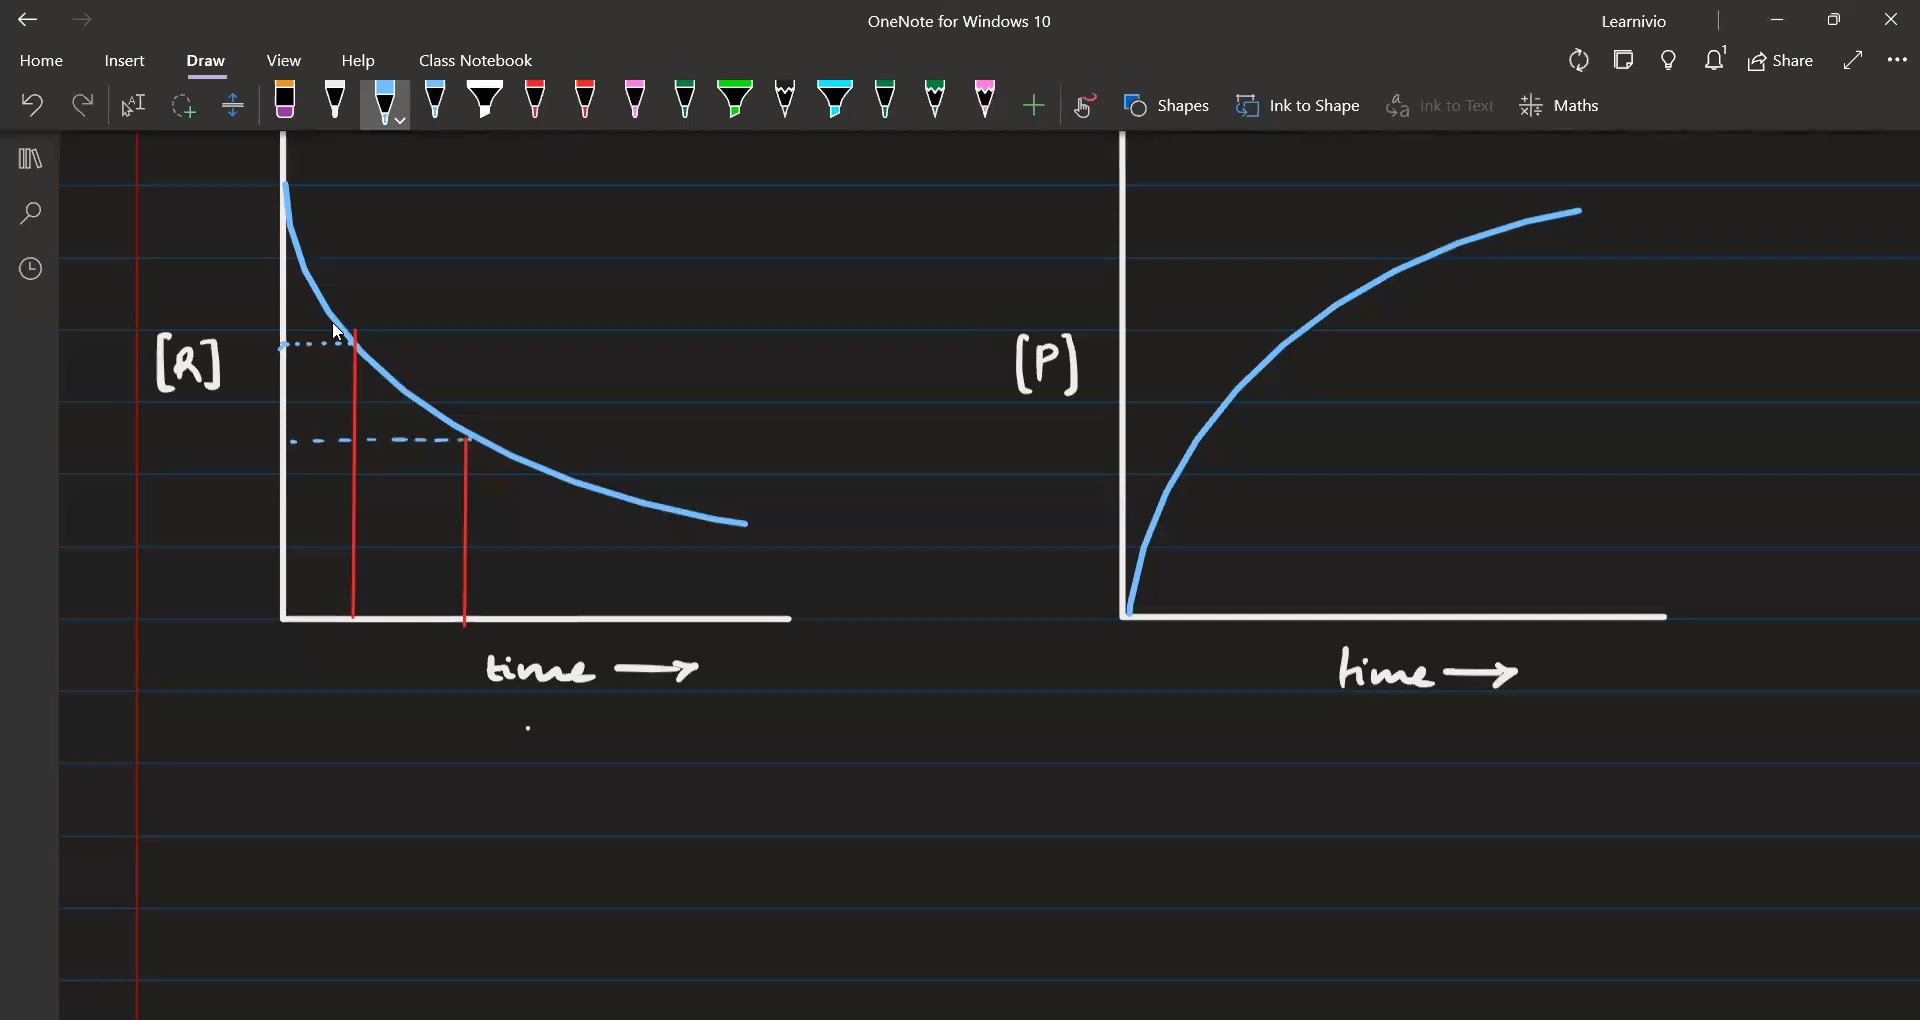 OneNote for Windows 10
Learnivio
Home Insert Draw View Help Class Notebook
1
Share
Shapes Ink to Shape Ink to Text Maths
[R]
[P]
time →
time →